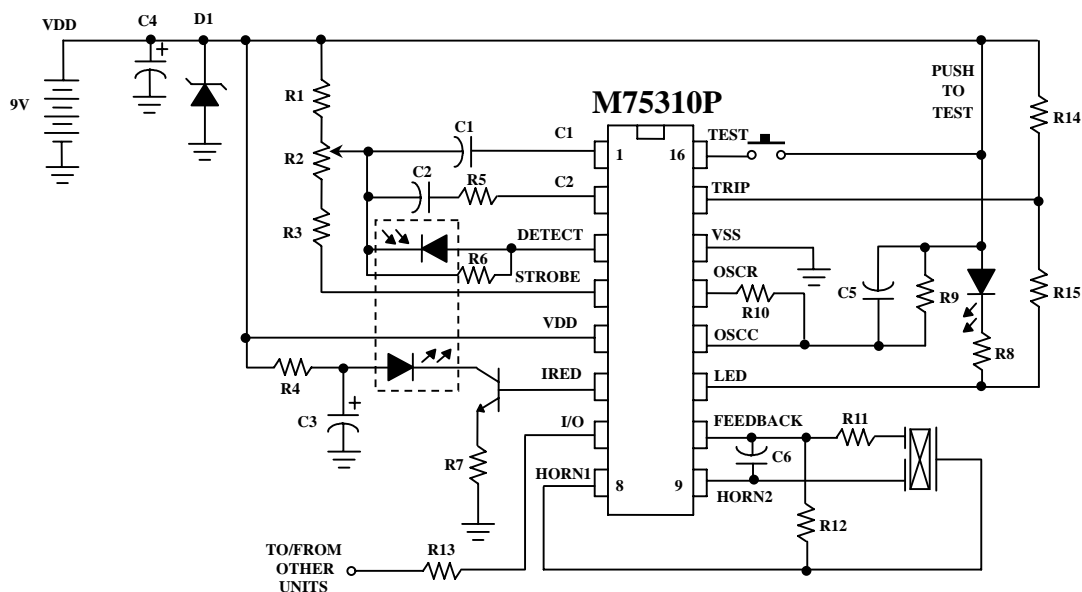 VDD
C4
D1
9V
R1
R2
R3
C1
C2
R5
R6
M75310P
C1
C2
DETECT
STROBE
VDD
IRED
I/O
HORN1
1
16
8
9
TEST
TRIP
VSS
OSCR
OSCC
LED
FEEDBACK
HORN2
PUSH
TO
TEST
R14
R15
C5
R9
R8
R10
R11
C6
R12
R4
C3
R7
R13
TO/FROM
OTHER
UNITS